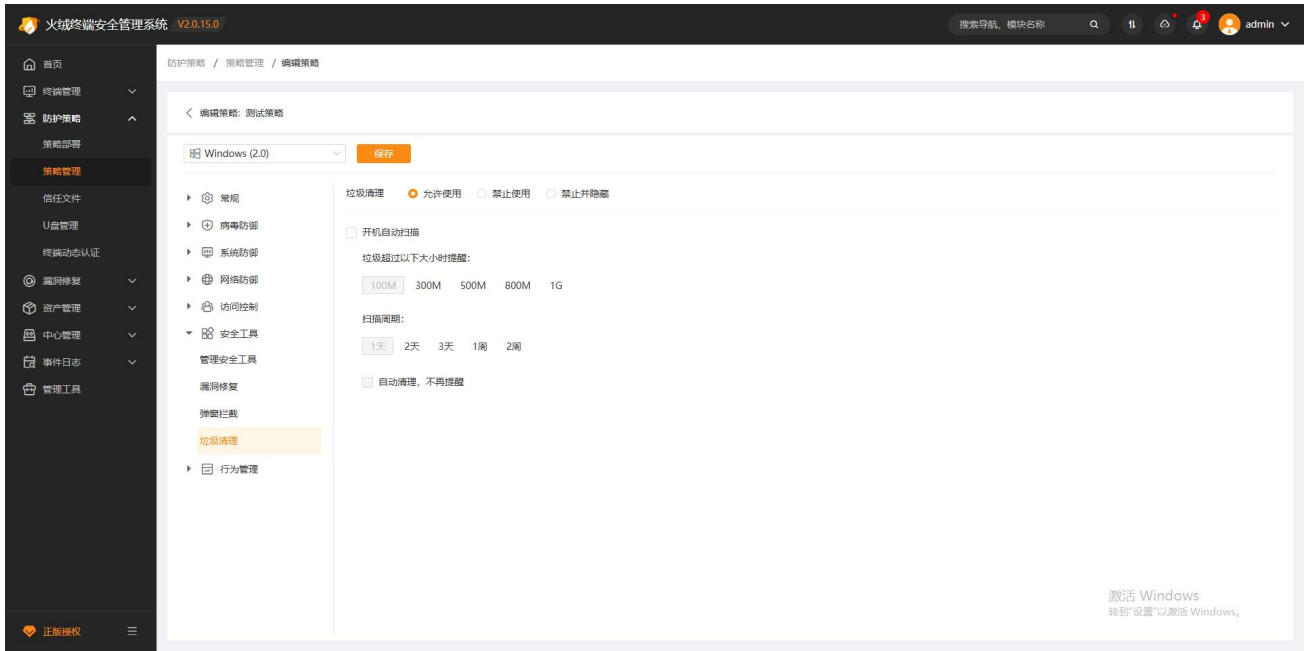 火绒终端安全管理系统 V2.0.15.0
搜索导航、模块名称
3
admin
首页
终端管理
防护策略
策略部署
策略管理
信任文件
U盘管理
终端动态认证
漏洞修复
资产管理
中心管理
事件日志
管理工具
正版授权
防护策略 / 策略管理 / 编辑策略
编辑策略: 测试策略
Windows (2.0)
保存
常规
病毒防御
系统防御
网络防御
访问控制
安全工具
管理安全工具
漏洞修复
弹窗拦截
垃圾清理
行为管理
垃圾清理 允许使用 禁止使用 禁止并隐藏
开机自动扫描
垃圾超过以下大小时提醒:
100M 300M 500M 800M 1G
扫描周期:
1天 2天 3天 1周 2周
自动清理，不再提醒
激活 Windows
转到"设置"以激活 Windows。